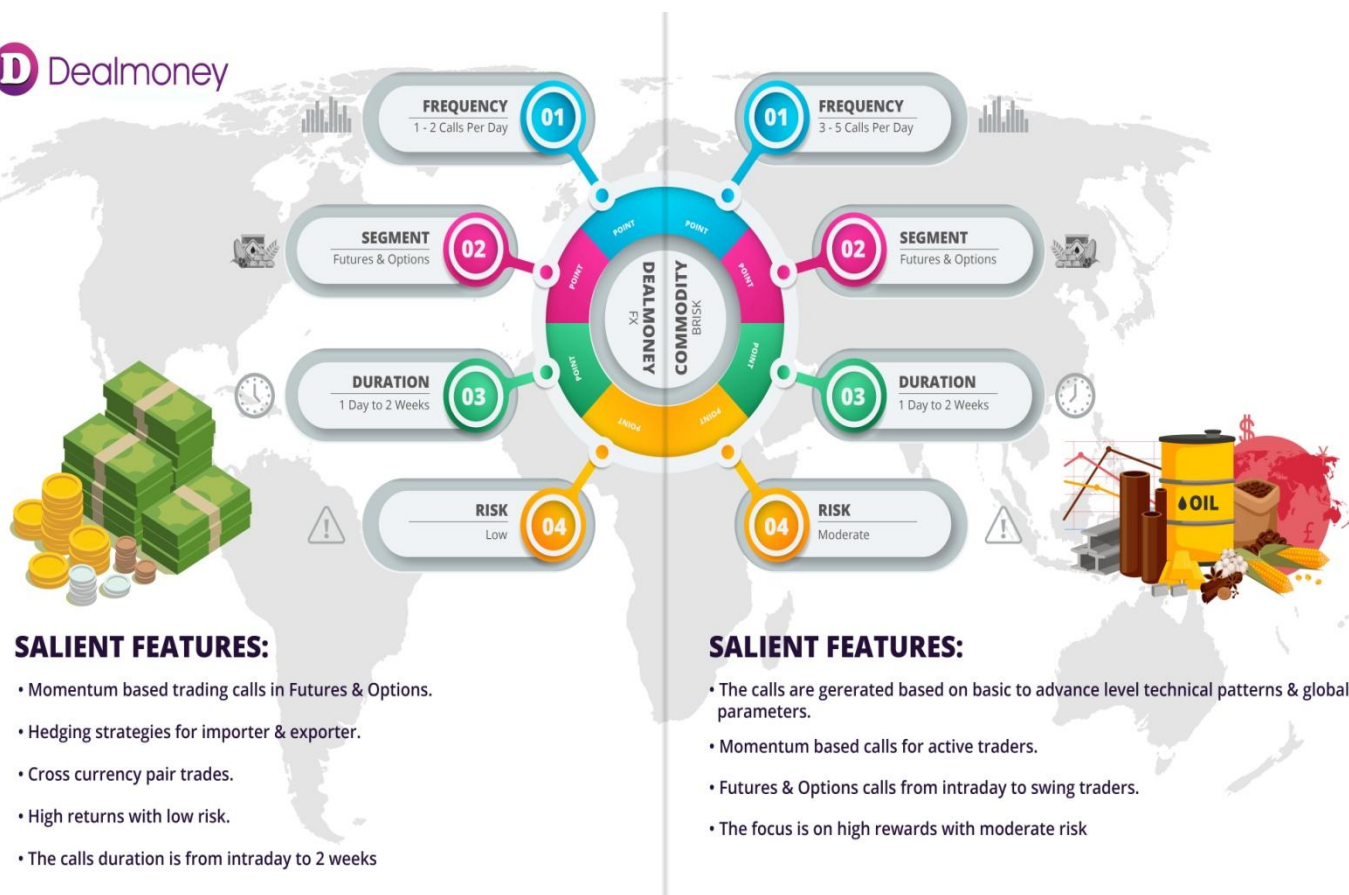 D Dealmoney
FREQUENCY
1 - 2 Calls Per Day
01
SEGMENT
Futures & Options
02
DURATION
1 Day to 2 Weeks
03
RISK
Low
04
POINT
POINT
POINT
POINT
DEALMONEY
FX
COMMODITY
BRISK
POINT
POINT
POINT
POINT
01
FREQUENCY
3 - 5 Calls Per Day
02
SEGMENT
Futures & Options
03
DURATION
1 Day to 2 Weeks
04
RISK
Moderate
$
¥
OIL
£
SALIENT FEATURES:
• Momentum based trading calls in Futures & Options.
• Hedging strategies for importer & exporter.
• Cross currency pair trades.
• High returns with low risk.
• The calls duration is from intraday to 2 weeks
SALIENT FEATURES:
• The calls are gererated based on basic to advance level technical patterns & global
parameters.
• Momentum based calls for active traders.
• Futures & Options calls from intraday to swing traders.
• The focus is on high rewards with moderate risk